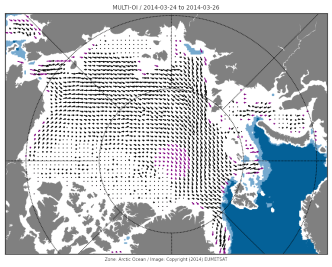 MULTI-OI / 2014-03-24 to 2014-03-26
Zone: Arctic Ocean / Image: Copyright (2014) EUMETSAT